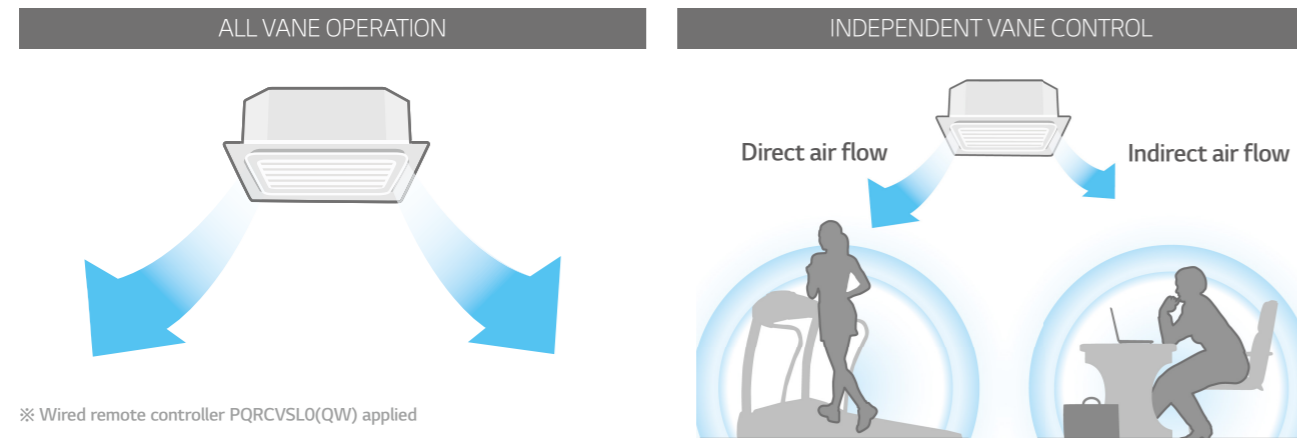 ALL VANE OPERATION
INDEPENDENT VANE CONTROL
Direct air flow
Indirect air flow
※ Wired remote controller PQRCVSL0(QW) applied